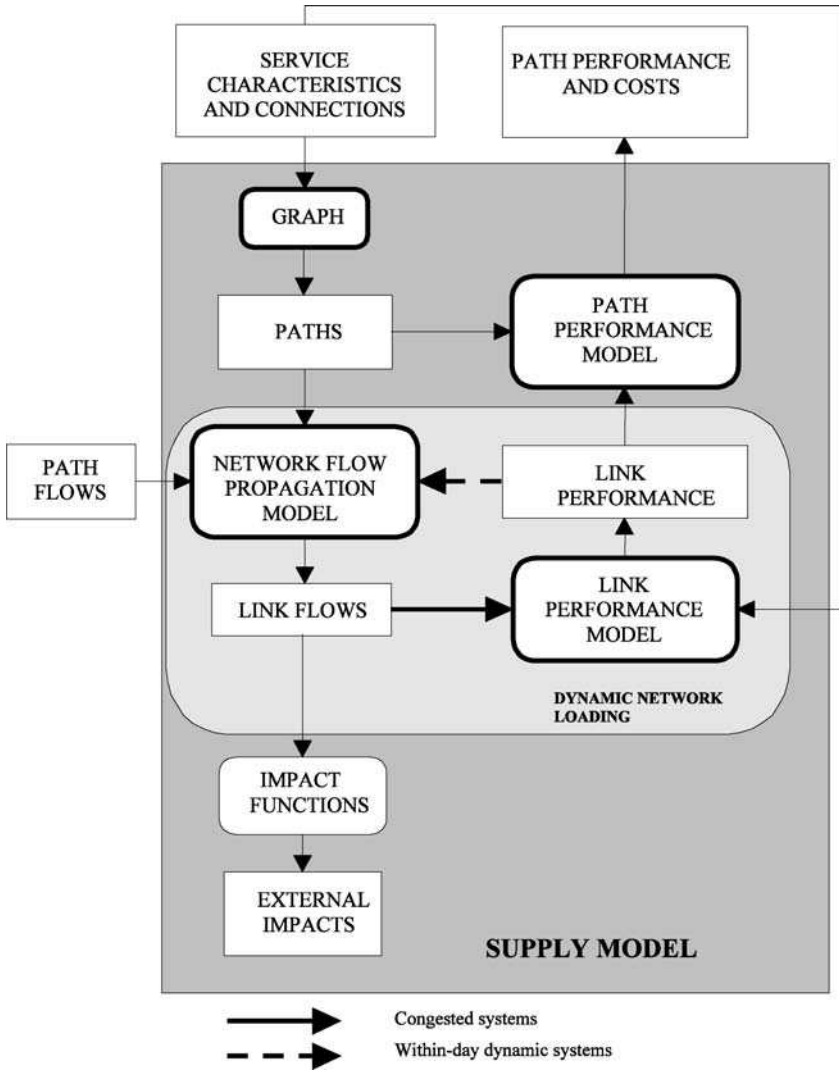 SERVICE
CHARACTERISTICS
AND CONNECTIONS
PATH PERFORMANCE
AND COSTS
GRAPH
PATHS
PATH
PERFORMANCE
MODEL
PATH
FLOWS
NETWORK FLOW
PROPAGATION
MODEL
LINK
PERFORMANCE
LINK FLOWS
LINK
PERFORMANCE
MODEL
DYNAMIC NETWORK
LOADING
IMPACT
FUNCTIONS
EXTERNAL
IMPACTS
SUPPLY MODEL
Congested systems
Within-day dynamic systems